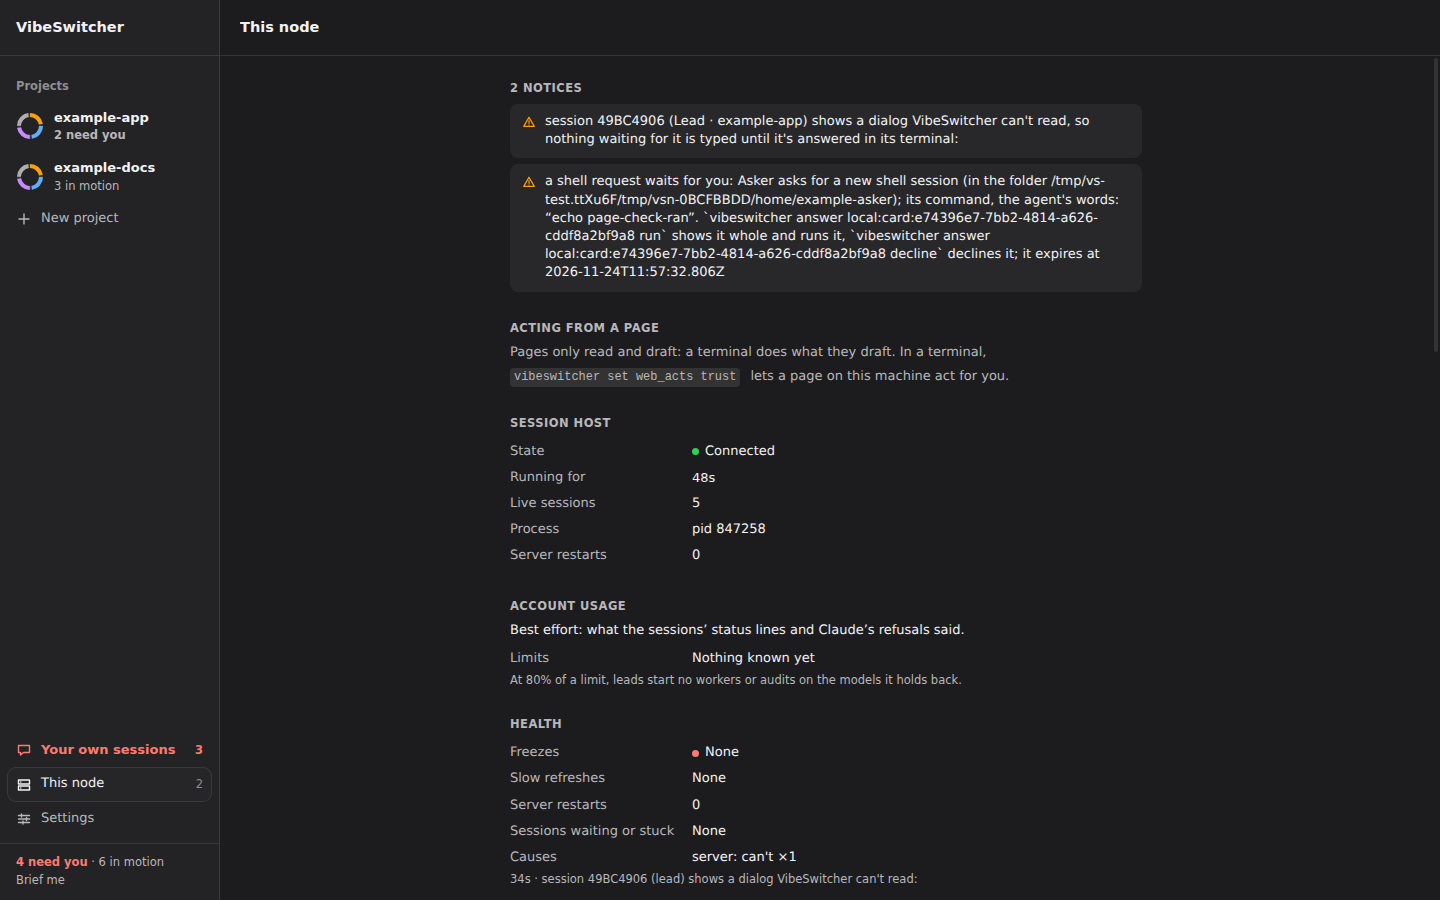 VibeSwitcher
This node
Projects
example-app
2 need you
example-docs
3 in motion
New project
2 NOTICES
session 49BC4906 (Lead · example-app) shows a dialog VibeSwitcher can't read, so
nothing waiting for it is typed until it's answered in its terminal:
a shell request waits for you: Asker asks for a new shell session (in the folder /tmp/vs-
test.ttXu6F/tmp/vsn-0BCFBBDD/home/example-asker); its command, the agent's words:
“echo page-check-ran”. `vibeswitcher answer local:card:e74396e7-7bb2-4814-a626-
cddf8a2bf9a8 run` shows it whole and runs it, `vibeswitcher answer
local:card:e74396e7-7bb2-4814-a626-cddf8a2bf9a8 decline` declines it; it expires at
2026-11-24T11:57:32.806Z
ACTING FROM A PAGE
Pages only read and draft: a terminal does what they draft. In a terminal,
vibeswitcher set web_acts trust lets a page on this machine act for you.
SESSION HOST
State Connected
Running for 48s
Live sessions 5
Process pid 847258
Server restarts 0
ACCOUNT USAGE
Best effort: what the sessions’ status lines and Claude’s refusals said.
Limits Nothing known yet
At 80% of a limit, leads start no workers or audits on the models it holds back.
HEALTH
Freezes None
Slow refreshes None
Server restarts 0
Sessions waiting or stuck None
Causes server: can't ×1
34s · session 49BC4906 (lead) shows a dialog VibeSwitcher can't read:
Your own sessions 3
This node 2
Settings
4 need you · 6 in motion
Brief me